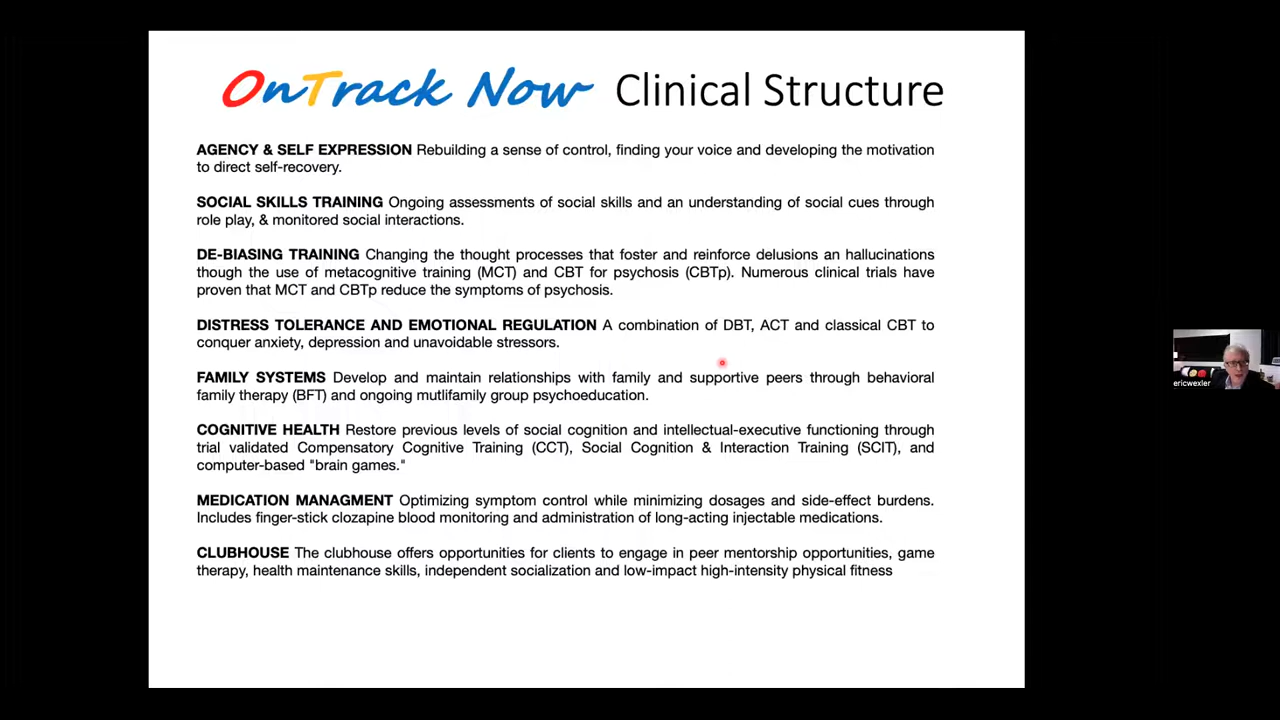 OnTrack Now Clinical Structure
AGENCY & SELF EXPRESSION Rebuilding a sense of control, finding your voice and developing the motivation
to direct self-recovery.
SOCIAL SKILLS TRAINING Ongoing assessments of social skills and an understanding of social cues through
role play, & monitored social interactions.
DE-BIASING TRAINING Changing the thought processes that foster and reinforce delusions an hallucinations
though the use of metacognitive training (MCT) and CBT for psychosis (CBTp). Numerous clinical trials have
proven that MCT and CBTp reduce the symptoms of psychosis.
DISTRESS TOLERANCE AND EMOTIONAL REGULATION A combination of DBT, ACT and classical CBT to
conquer anxiety, depression and unavoidable stressors.
FAMILY SYSTEMS Develop and maintain relationships with family and supportive peers through behavioral
family therapy (BFT) and ongoing mutlifamily group psychoeducation.
COGNITIVE HEALTH Restore previous levels of social cognition and intellectual-executive functioning through
trial validated Compensatory Cognitive Training (CCT), Social Cognition & Interaction Training (SCIT), and
computer-based "brain games."
MEDICATION MANAGMENT Optimizing symptom control while minimizing dosages and side-effect burdens.
Includes finger-stick clozapine blood monitoring and administration of long-acting injectable medications.
CLUBHOUSE The clubhouse offers opportunities for clients to engage in peer mentorship opportunities, game
therapy, health maintenance skills, independent socialization and low-impact high-intensity physical fitness
ericwexler